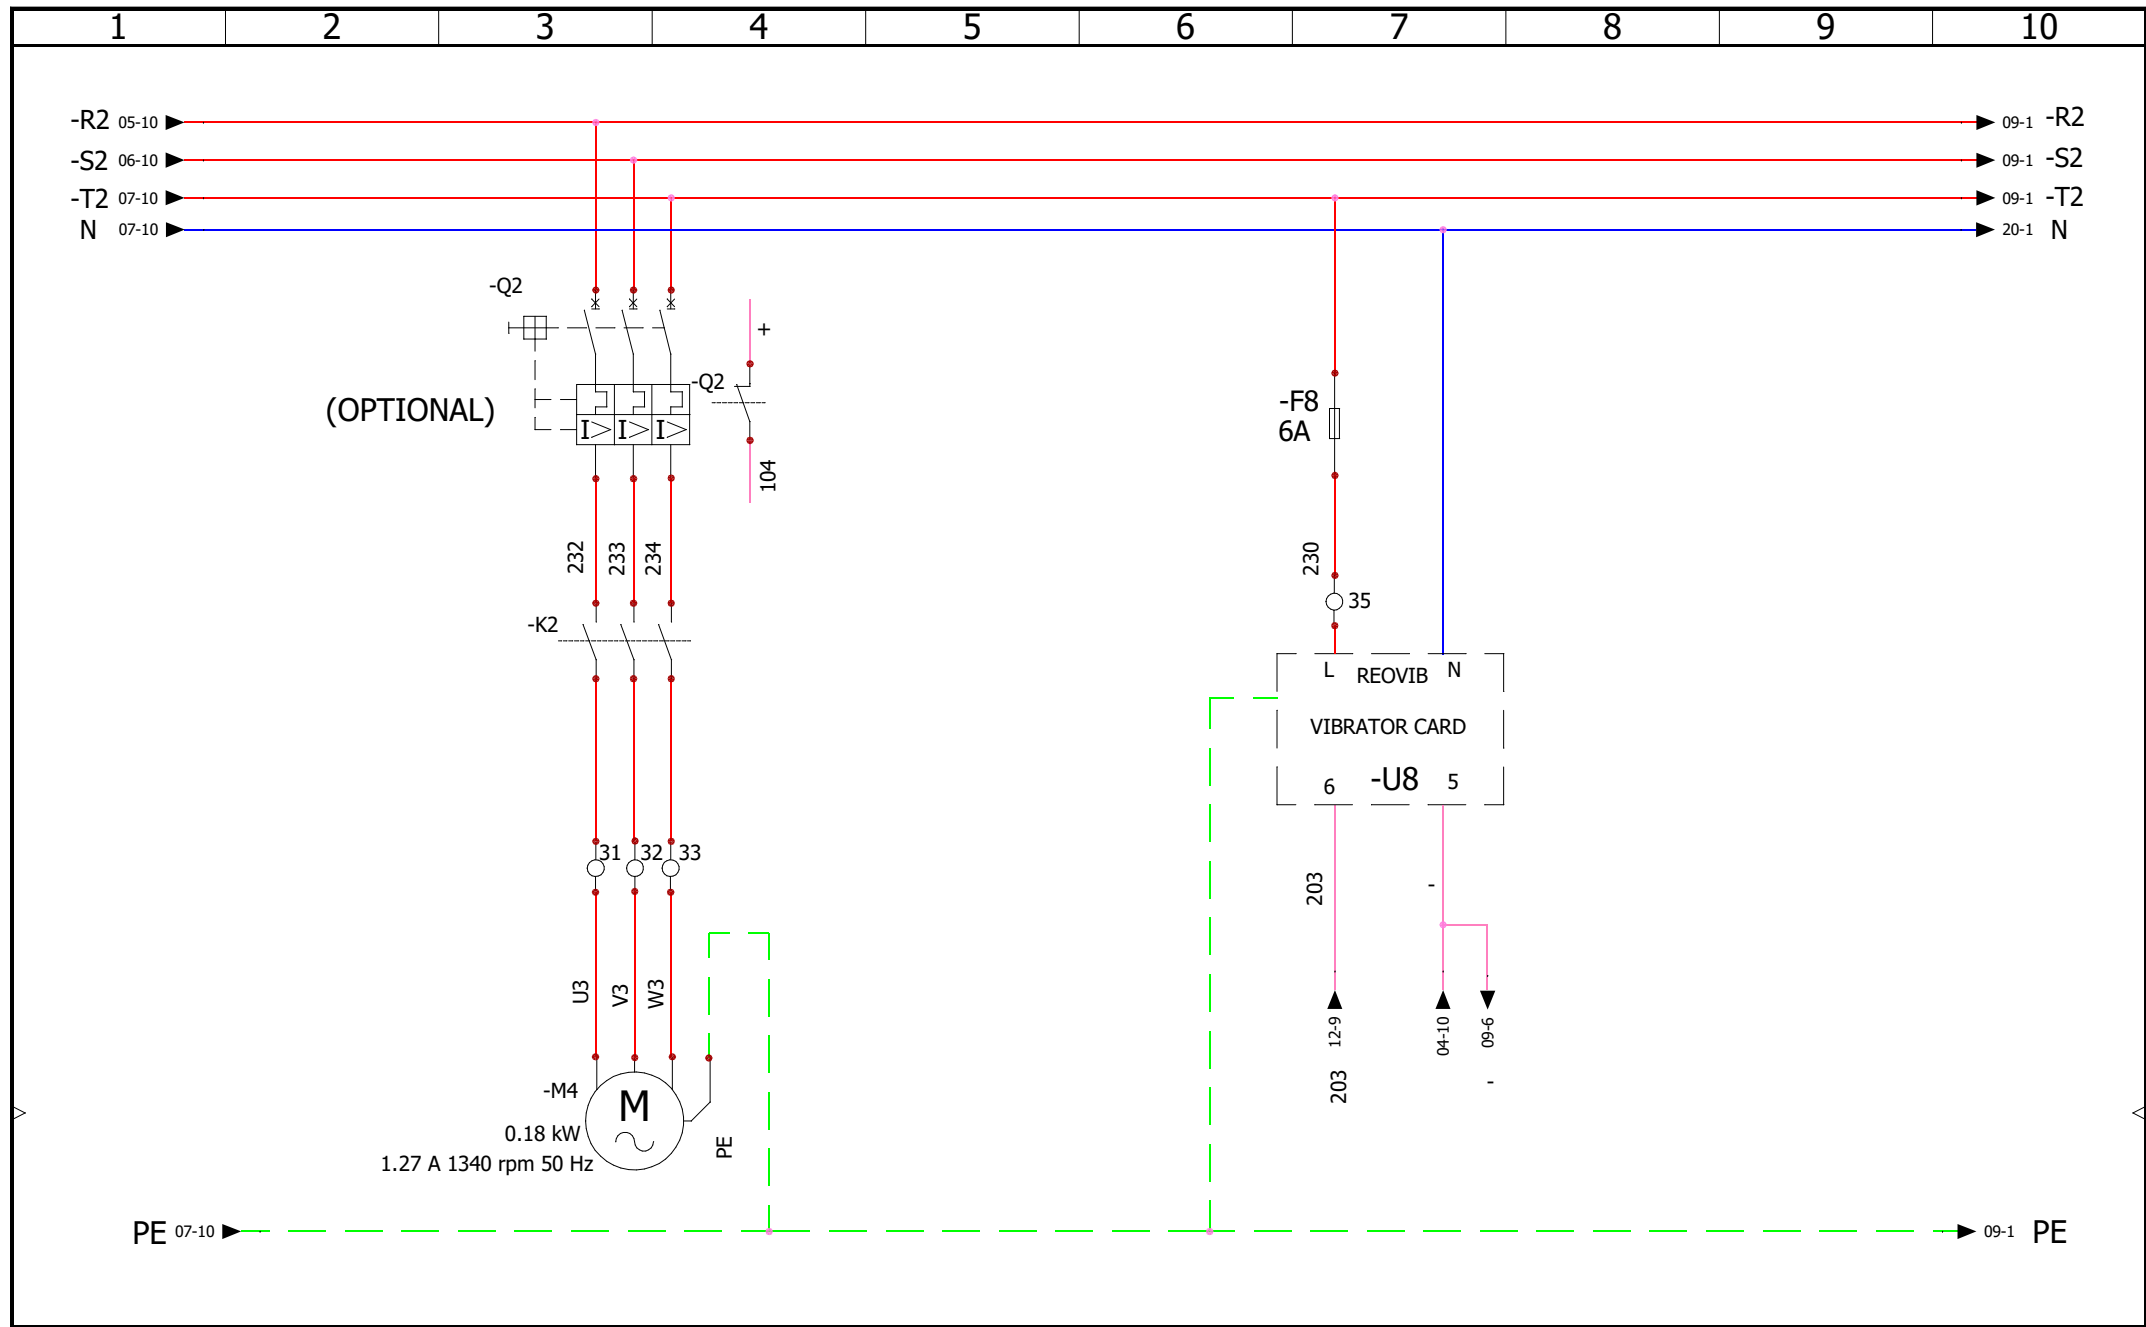 1 2 3 4 5 6 7 8 9 10
-R2 05-10 09-1 -R2
-S2 06-10 09-1 -S2
-T2 07-10 09-1 -T2
N 07-10 20-1 N
-Q2
+
-Q2
(OPTIONAL)
I> I> I>
104
-F8
6A
232 233 234
230
35
-K2
L REOVIB N
VIBRATOR CARD
6 -U8 5
31 32 33
203 -
U3 V3 W3
12-9 04-10 09-6
203 -
-M4 M
0.18 kW
1.27 A 1340 rpm 50 Hz
PE
PE 07-10 09-1 PE